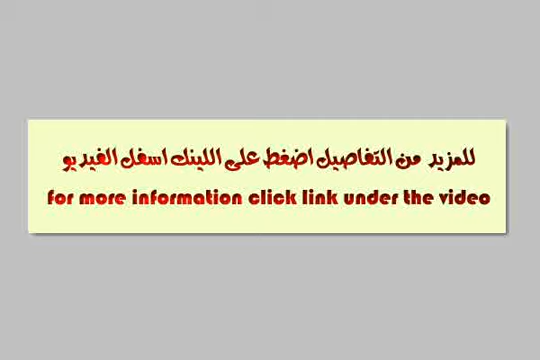 للمزيد من التفاصيل اضغط على اللينك اسفل الفيديو
for more information click link under the video